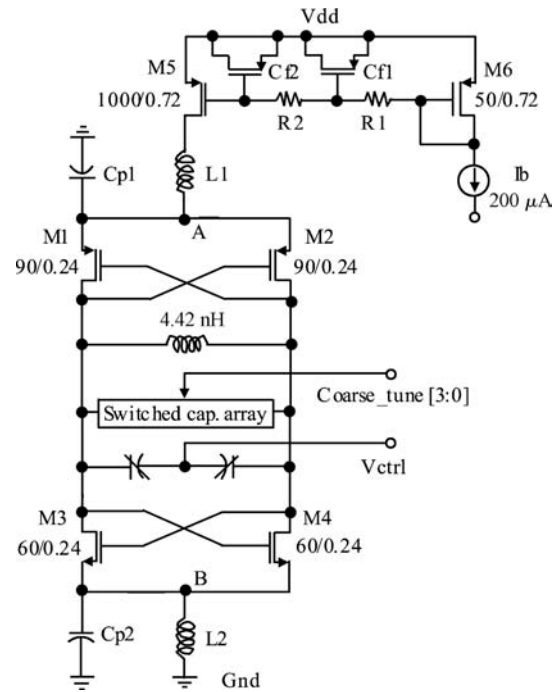 Vdd
M5
Cf2
Cf1
M6
1000/0.72
R2
R1
50/0.72
Cp1
L1
Ib
200 μA
A
M1
M2
90/0.24
90/0.24
4.42 nH
Switched cap. array
Coarse_tune [3:0]
Vctrl
M3
M4
60/0.24
60/0.24
B
Cp2
L2
Gnd